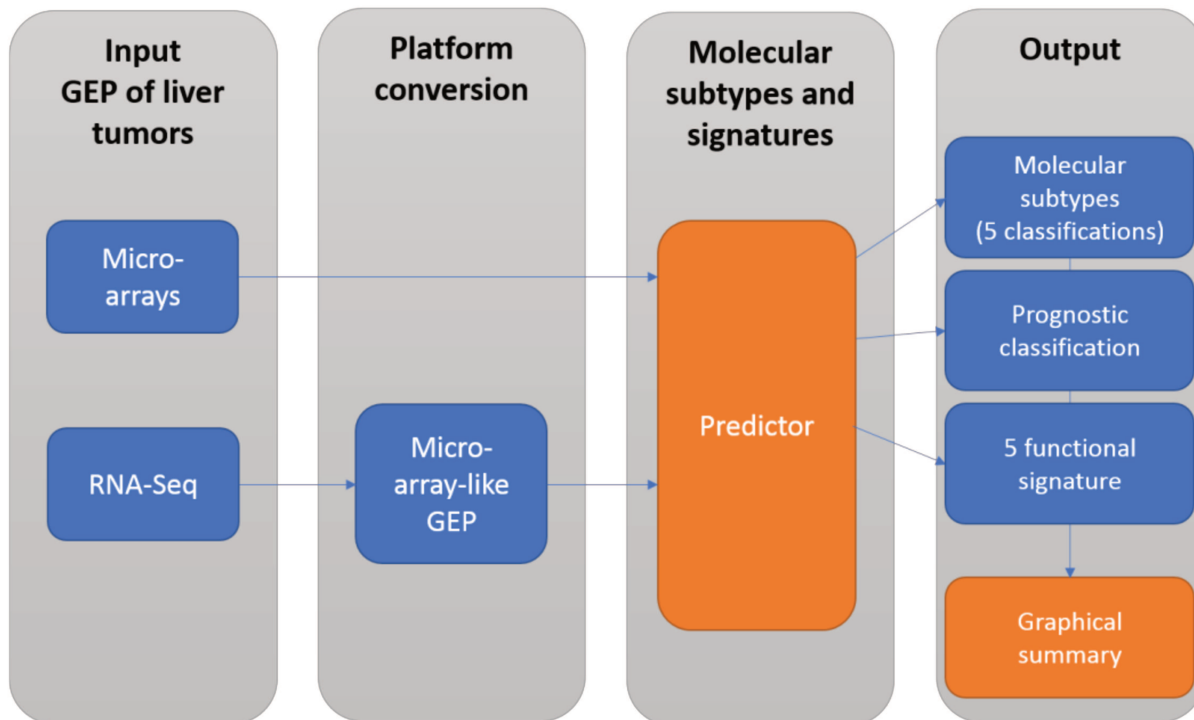 Input
GEP of liver
tumors
Platform
conversion
Molecular
subtypes and
signatures
Output
Micro-
arrays
RNA-Seq
Micro-
array-like
GEP
Predictor
Molecular
subtypes
(5 classifications)
Prognostic
classification
5 functional
signature
Graphical
summary